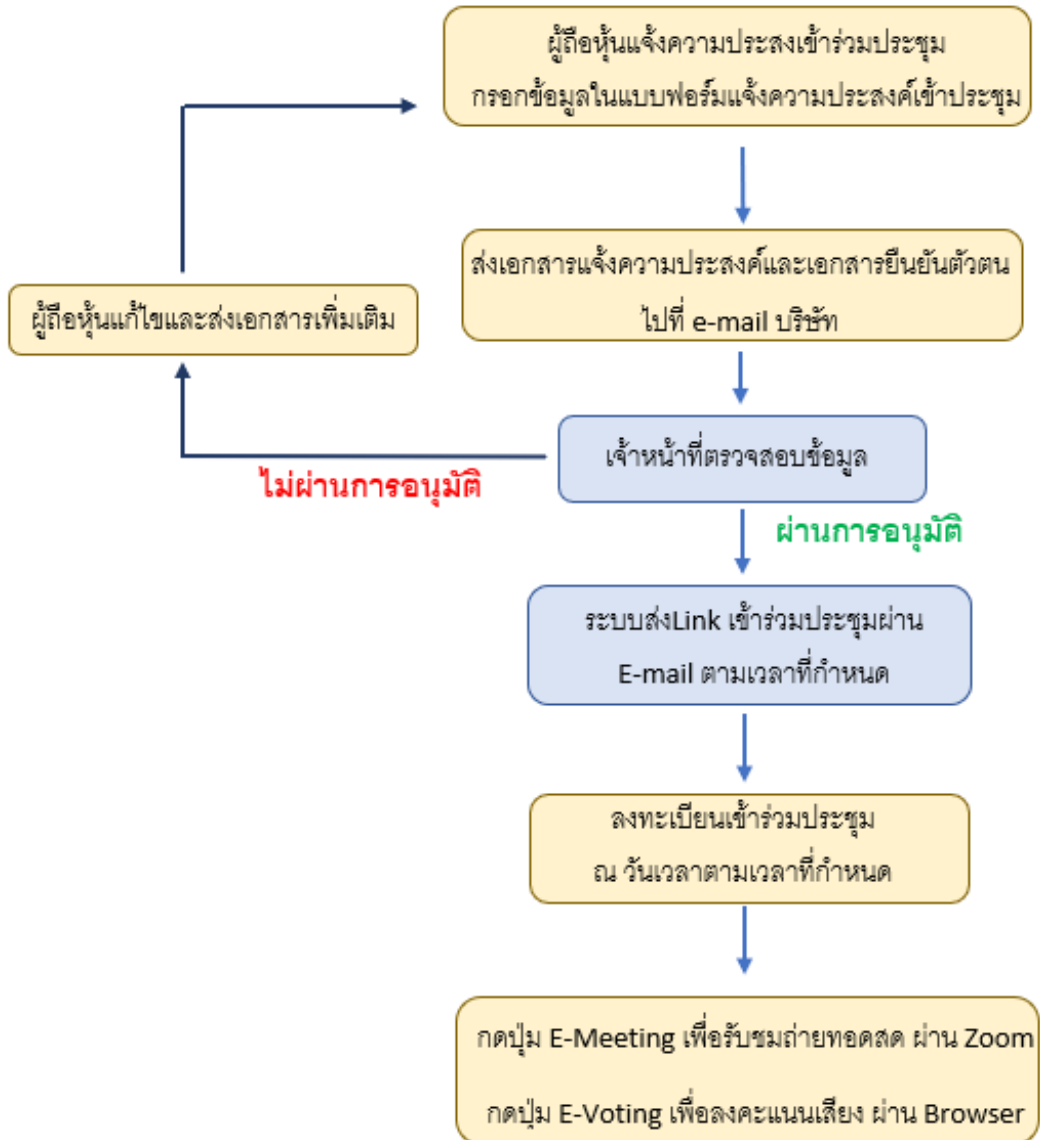 ผู้ถือหุ้นแจ้งความประสงเข้าร่วมประชุม
กรอกข้อมูลในแบบฟอร์มแจ้งความประสงค์เข้าประชุม
ส่งเอกสารแจ้งความประสงค์และเอกสารยืนยันตัวตน
ไปที่ e-mail บริษัท
ผู้ถือหุ้นแก้ไขและส่งเอกสารเพิ่มเติม
เจ้าหน้าที่ตรวจสอบข้อมูล
ไม่ผ่านการอนุมัติ
ผ่านการอนุมัติ
ระบบส่งLink เข้าร่วมประชุมผ่าน
E-mail ตามเวลาที่กำหนด
ลงทะเบียนเข้าร่วมประชุม
ณ วันเวลาตามเวลาที่กำหนด
กดปุ่ม E-Meeting เพื่อรับชมถ่ายทอดสด ผ่าน Zoom
กดปุ่ม E-Voting เพื่อลงคะแนนเสียง ผ่าน Browser